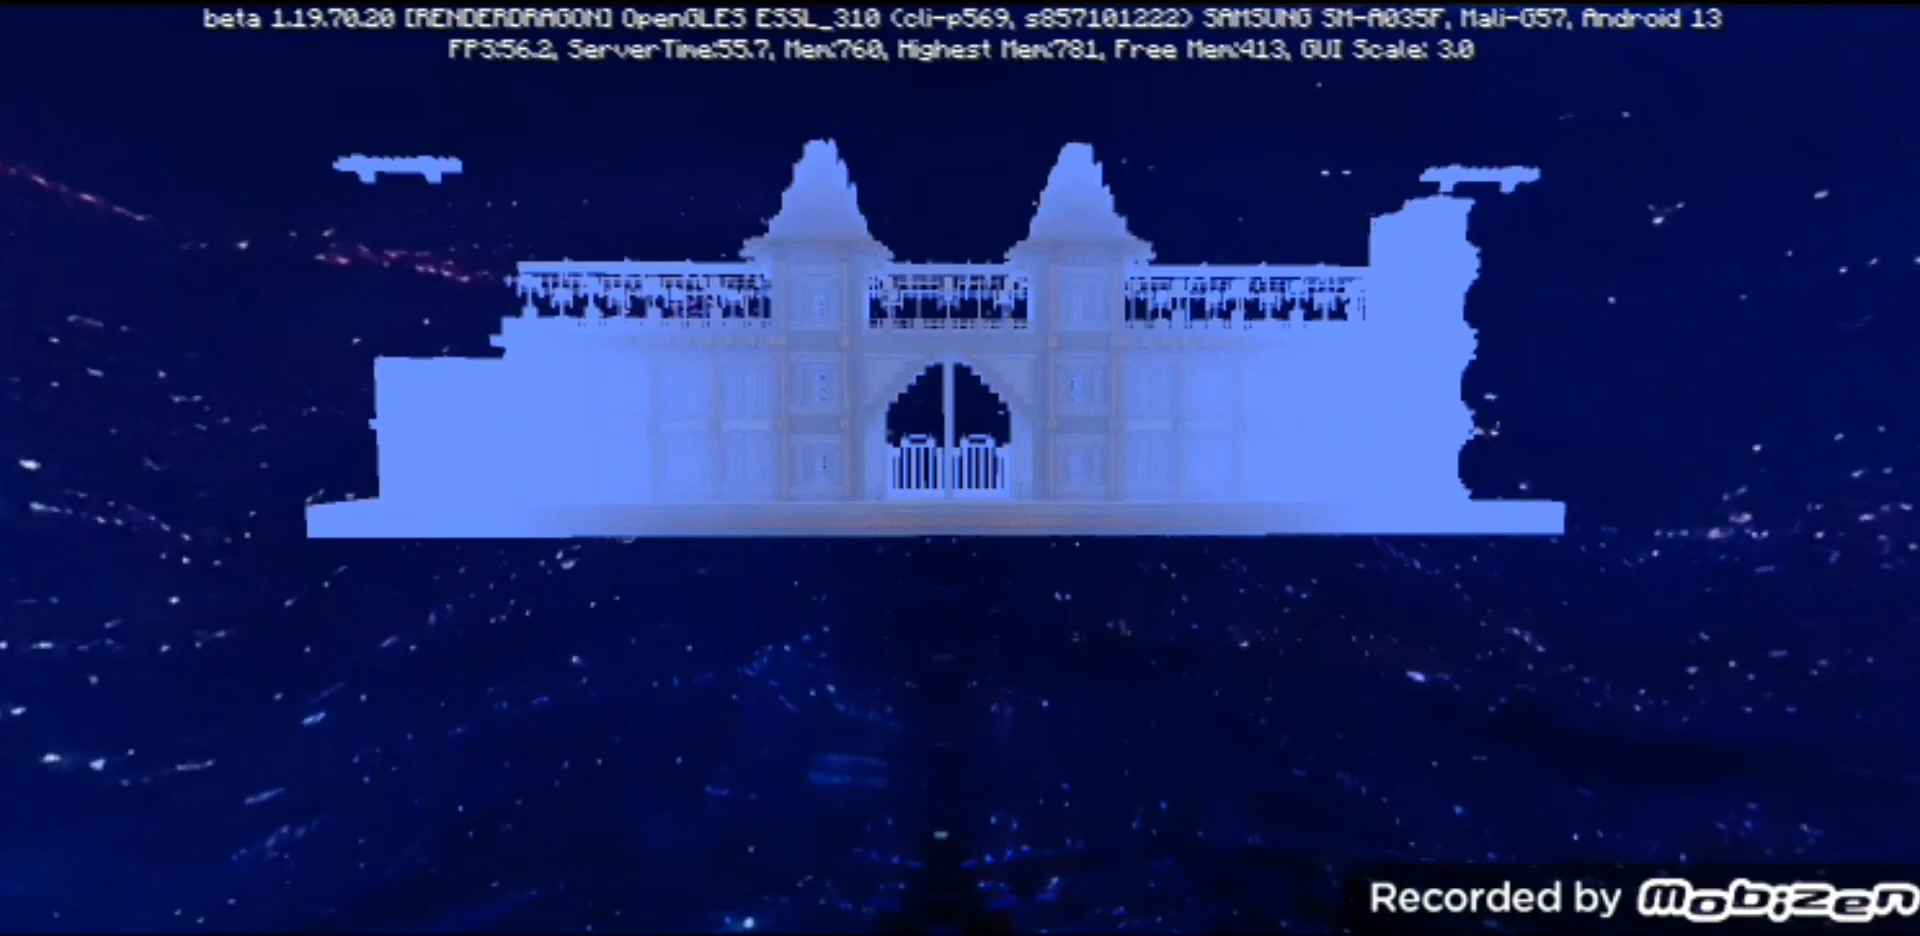 beta 1.19.70.20 [RENDERDRAGON] OpenGLES ESSL_310 (cli-p569, s857101222) SAMSUNG SM-A035F, Mali-G57, Android 13
FPS:56.2, ServerTime:55.7, Mem:760, Highest Mem:781, Free Mem:413, GUI Scale: 3.0
Recorded by mobizen